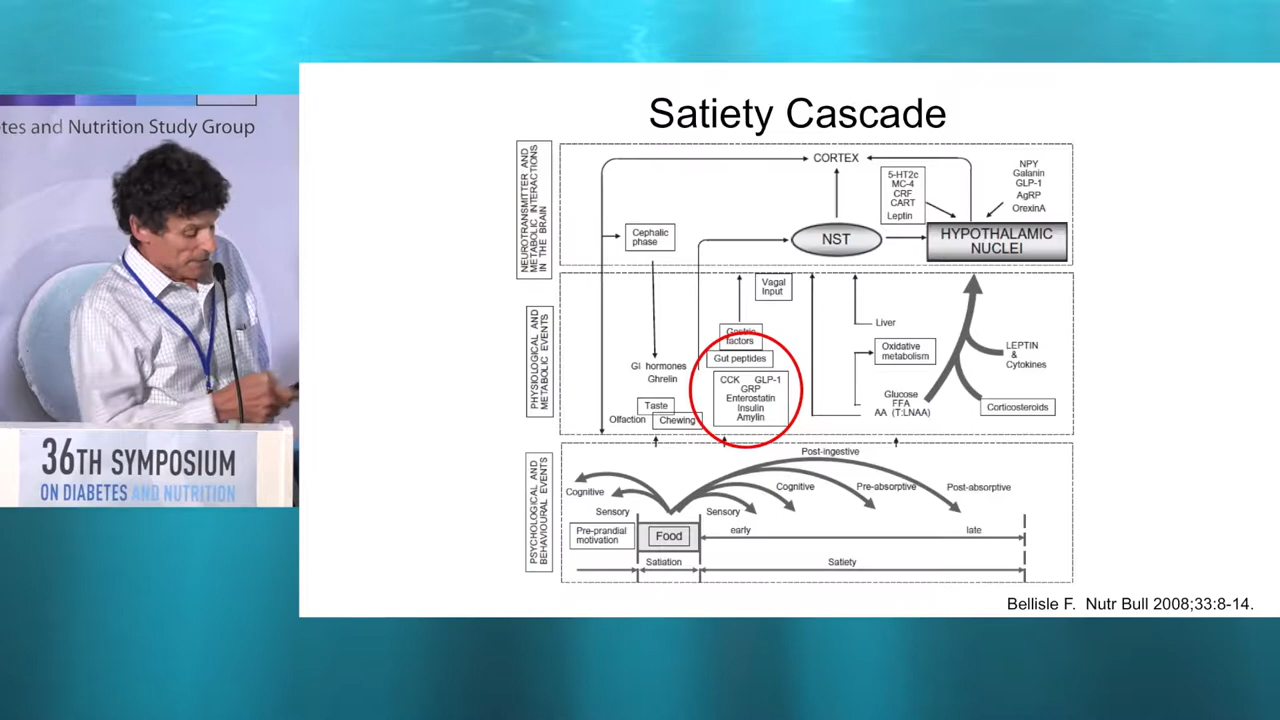 etes and Nutrition Study Group
36TH SYMPOSIUM
ON DIABETES AND NUTRITION
Satiety Cascade
NEUROTRANSMITTER AND
METABOLIC INTERACTIONS
IN THE BRAIN
CORTEX
5-HT2c
MC-4
CRF
CART
Leptin
NPY
Galanin
GLP-1
AgRP
OrexinA
Cephalic
phase
NST
HYPOTHALAMIC
NUCLEI
PHYSIOLOGICAL AND
METABOLIC EVENTS
Vagal
Input
Gastric
factors
Gut peptides
CCK GLP-1
GRP
Enterostatin
Insulin
Amylin
GI hormones
Ghrelin
Taste
Olfaction
Chewing
Liver
Oxidative
metabolism
Glucose
FFA
AA (T:LNAA)
LEPTIN
&
Cytokines
Corticosteroids
PSYCHOLOGICAL AND
BEHAVIOURAL EVENTS
Post-ingestive
Cognitive
Sensory
Sensory
Cognitive
Pre-absorptive
Post-absorptive
Pre-prandial
motivation
Food
early
late
Satiation
Satiety
Bellisle F. Nutr Bull 2008;33:8-14.